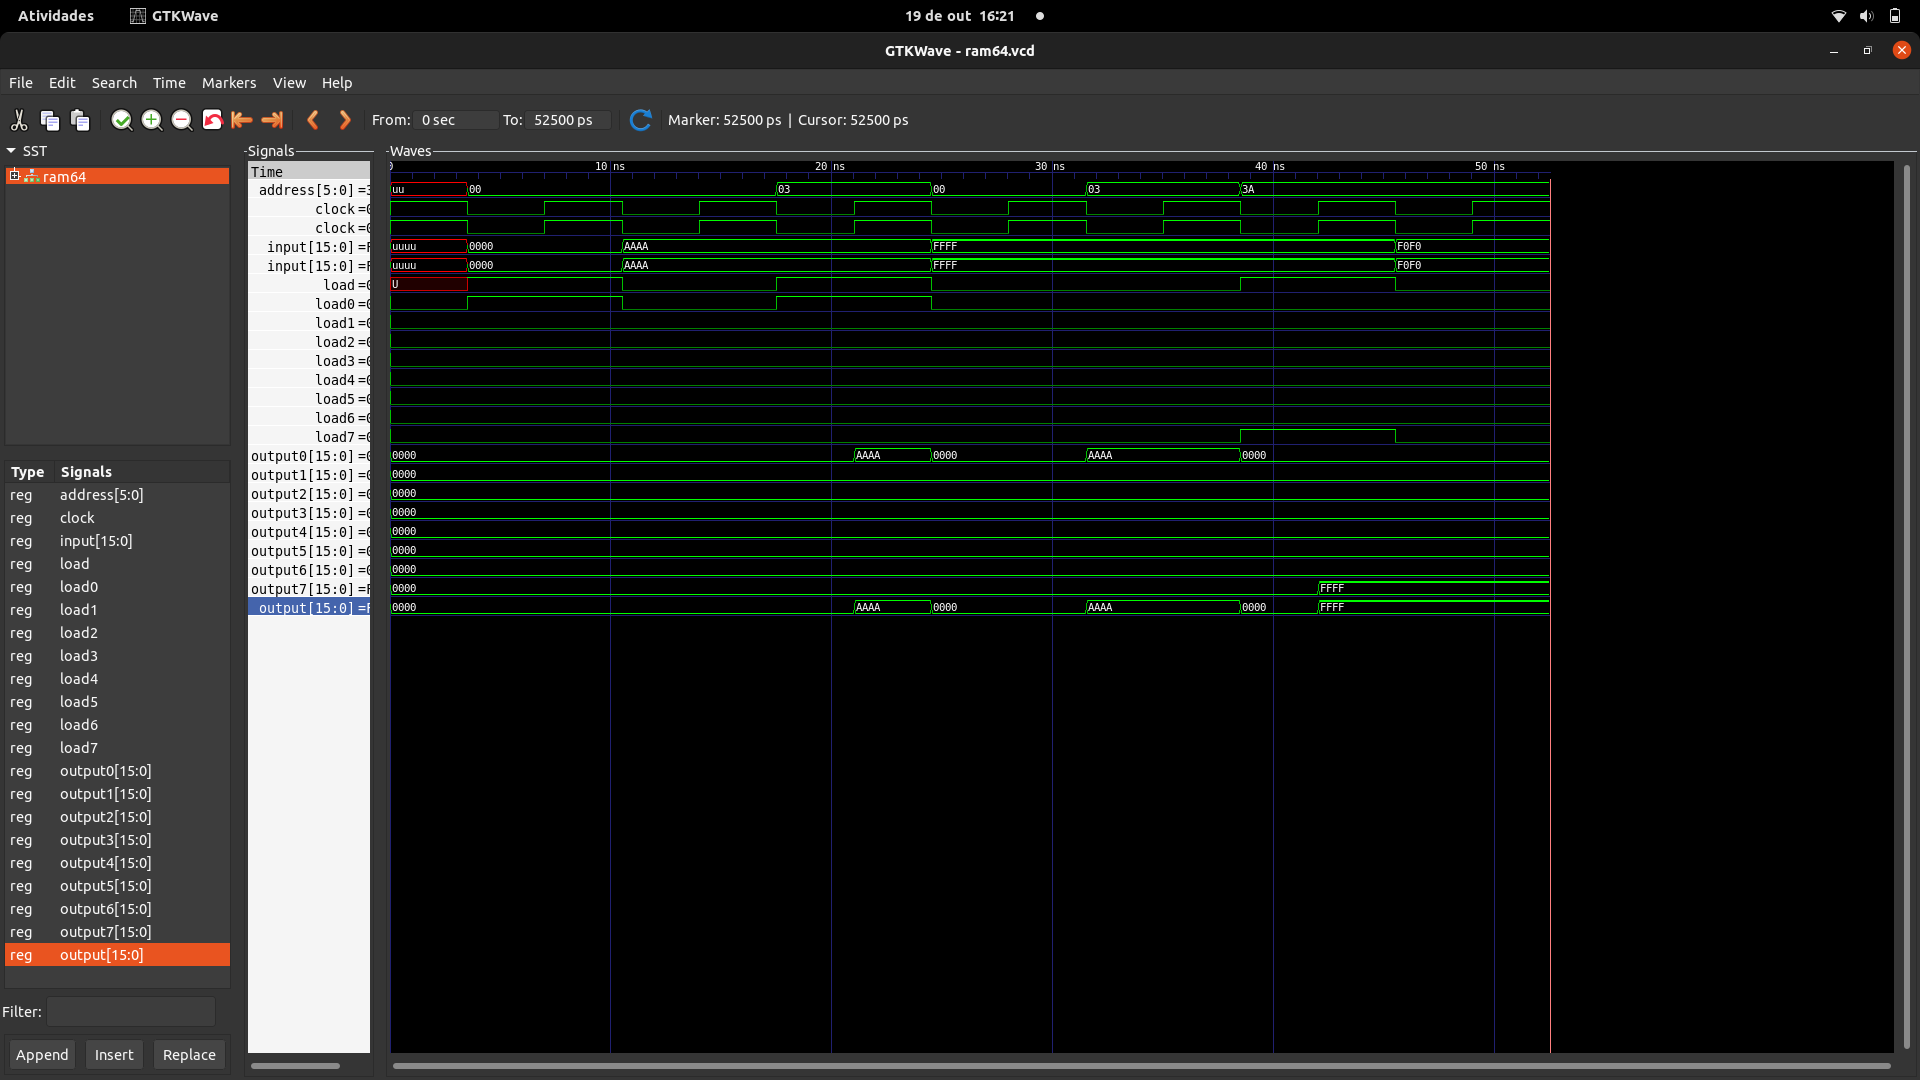 Atividades GTKWave 19 de out 16:21
GTKWave - ram64.vcd
File Edit Search Time Markers View Help
From: 0 sec To: 52500 ps Marker: 52500 ps | Cursor: 52500 ps
SST
ram64
Type Signals
reg address[5:0]
reg clock
reg input[15:0]
reg load
reg load0
reg load1
reg load2
reg load3
reg load4
reg load5
reg load6
reg load7
reg output0[15:0]
reg output1[15:0]
reg output2[15:0]
reg output3[15:0]
reg output4[15:0]
reg output5[15:0]
reg output6[15:0]
reg output7[15:0]
reg output[15:0]
Filter:
Append Insert Replace
Signals Waves
Time 0 10 ns 20 ns 30 ns 40 ns 50 ns
address[5:0] =3 uu 00 03 00 03 3A
clock =0
clock =0
input[15:0] =F uuuu 0000 AAAA FFFF F0F0
input[15:0] =F uuuu 0000 AAAA FFFF F0F0
load =0 U
load0 =0
load1 =0
load2 =0
load3 =0
load4 =0
load5 =0
load6 =0
load7 =0
output0[15:0] =0 0000 AAAA 0000 AAAA 0000
output1[15:0] =0 0000
output2[15:0] =0 0000
output3[15:0] =0 0000
output4[15:0] =0 0000
output5[15:0] =0 0000
output6[15:0] =0 0000
output7[15:0] =F 0000 FFFF
output[15:0] =F 0000 AAAA 0000 AAAA 0000 FFFF